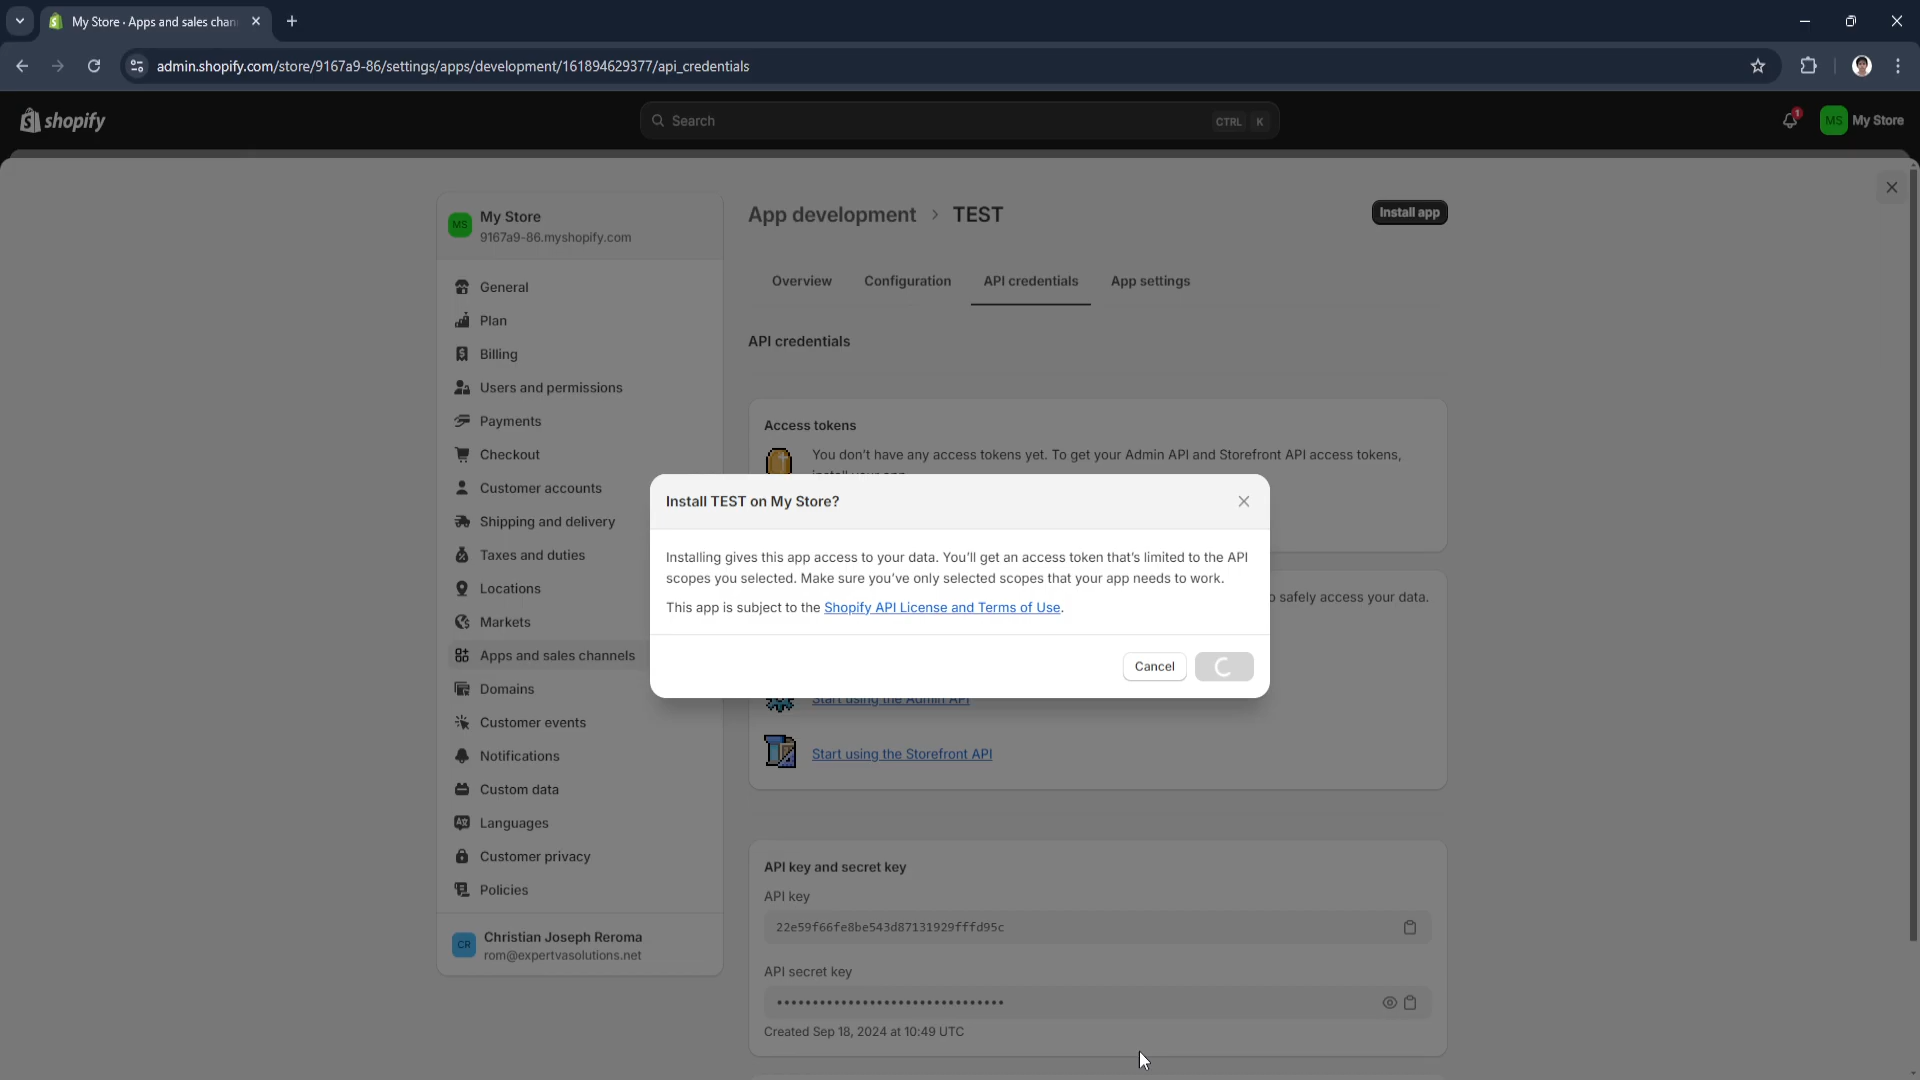 My Store · Apps and sales chan
admin.shopify.com/store/9167a9-86/settings/apps/development/161894629377/api_credentials
shopify
Search
CTRL K
1
MS My Store
MS
My Store
9167a9-86.myshopify.com
General
Plan
Billing
Users and permissions
Payments
Checkout
Customer accounts
Shipping and delivery
Taxes and duties
Locations
Markets
Apps and sales channels
Domains
Customer events
Notifications
Custom data
Languages
Customer privacy
Policies
CR
Christian Joseph Reroma
rom@expertvasolutions.net
App development › TEST
Install app
Overview
Configuration
API credentials
App settings
API credentials
Access tokens
You don't have any access tokens yet. To get your Admin API and Storefront API access tokens,
Install TEST on My Store?
Installing gives this app access to your data. You'll get an access token that's limited to the API
scopes you selected. Make sure you've only selected scopes that your app needs to work.
This app is subject to the Shopify API License and Terms of Use.
Cancel
safely access your data.
Start using the Admin API
Start using the Storefront API
API key and secret key
API key
22e59f66fe8be543d87131929fffd95c
API secret key
••••••••••••••••••••••••••••••••
Created Sep 18, 2024 at 10:49 UTC